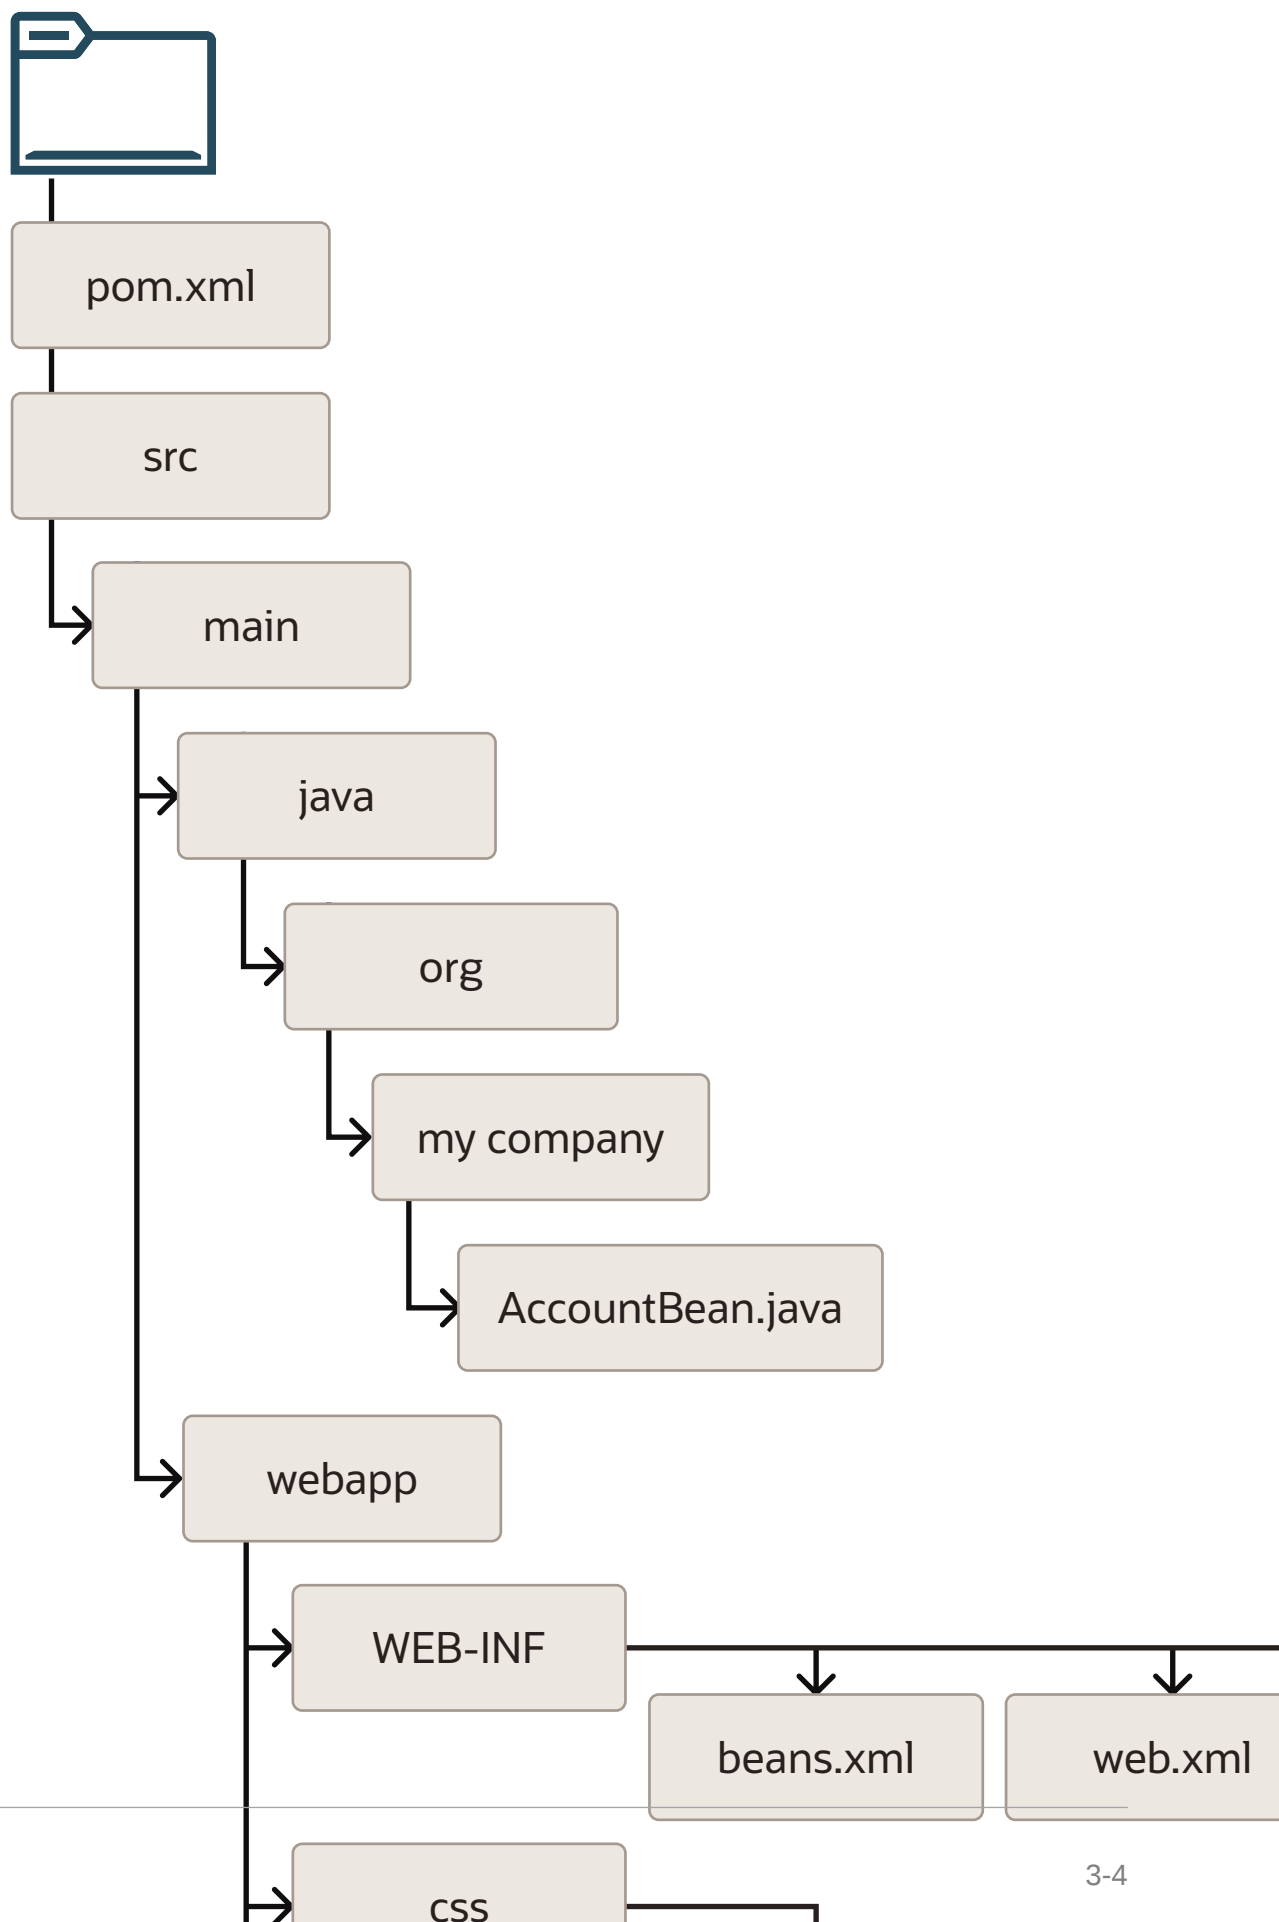 pom.xml
src
main
java
org
my company
AccountBean.java
webapp
WEB-INF
beans.xml
web.xml
3-4
css